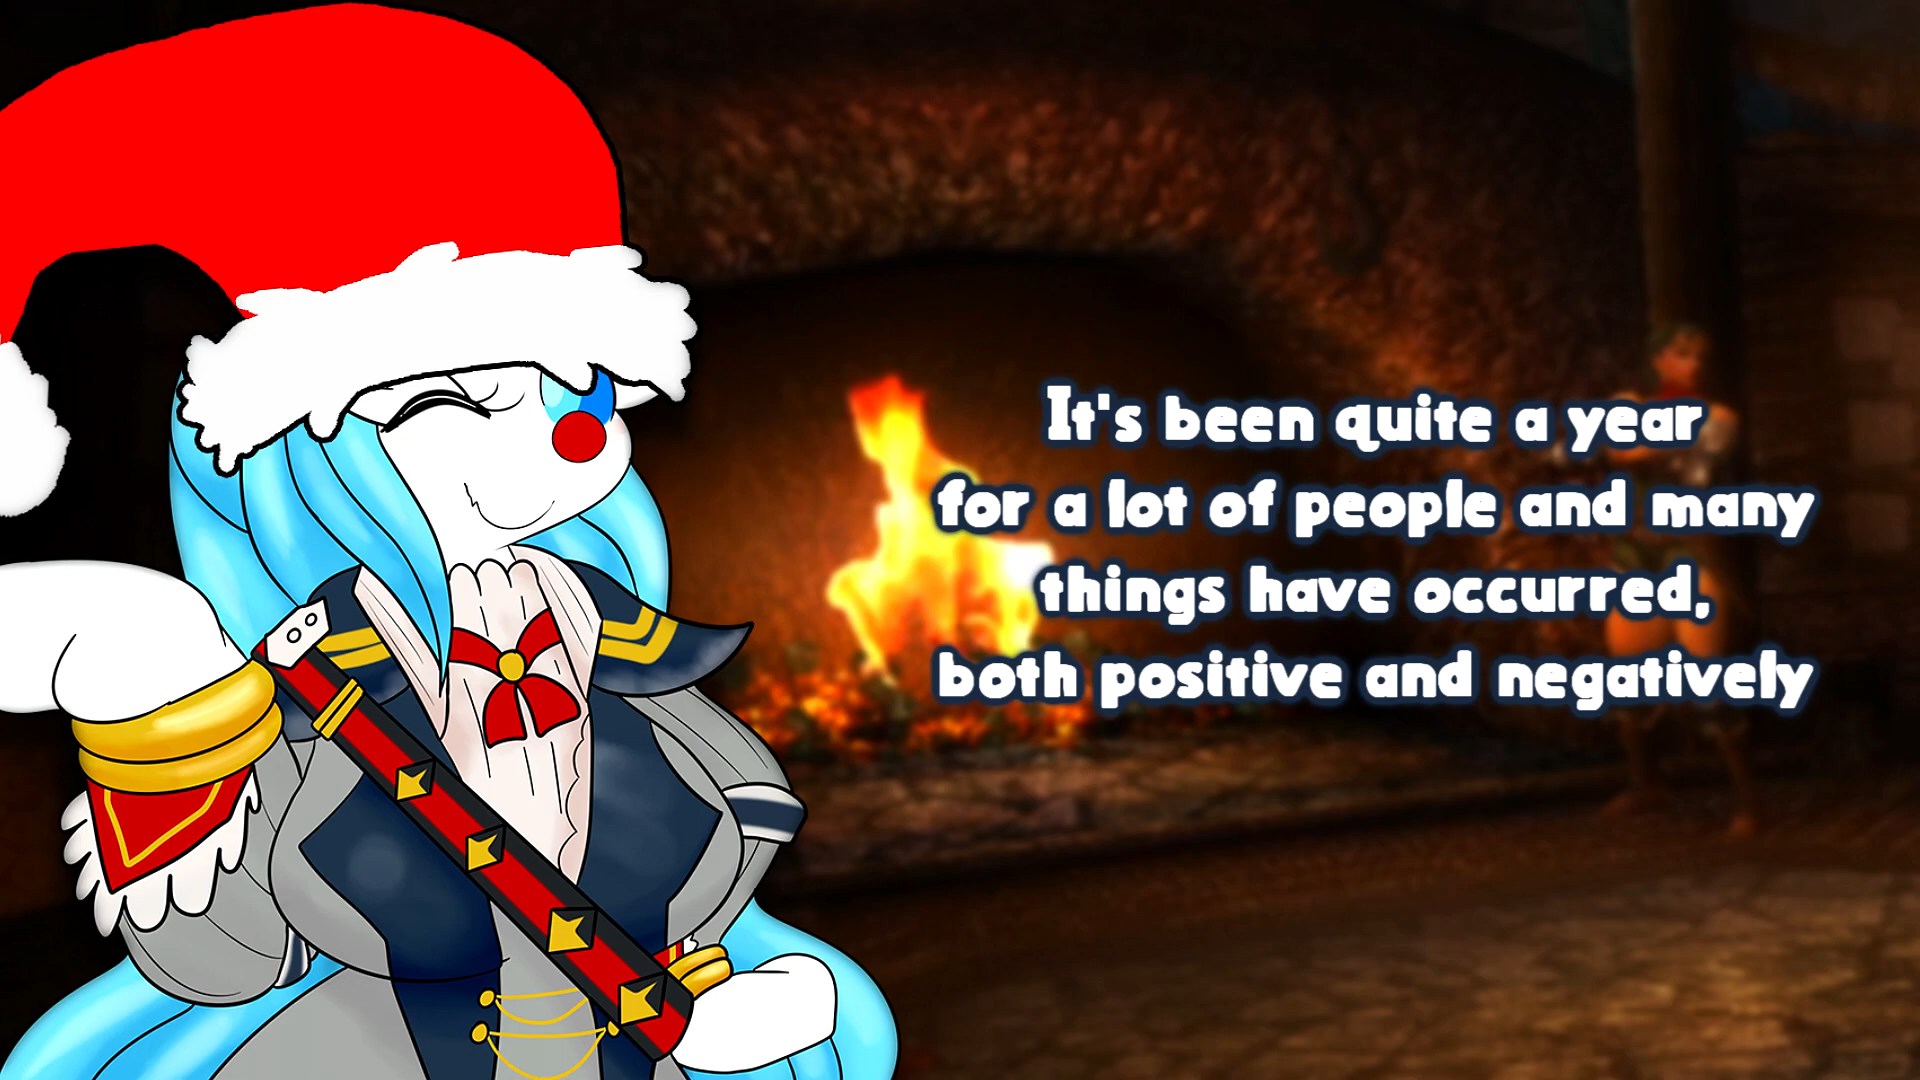 It's been quite a year
for a lot of people and many
things have occurred,
both positive and negatively